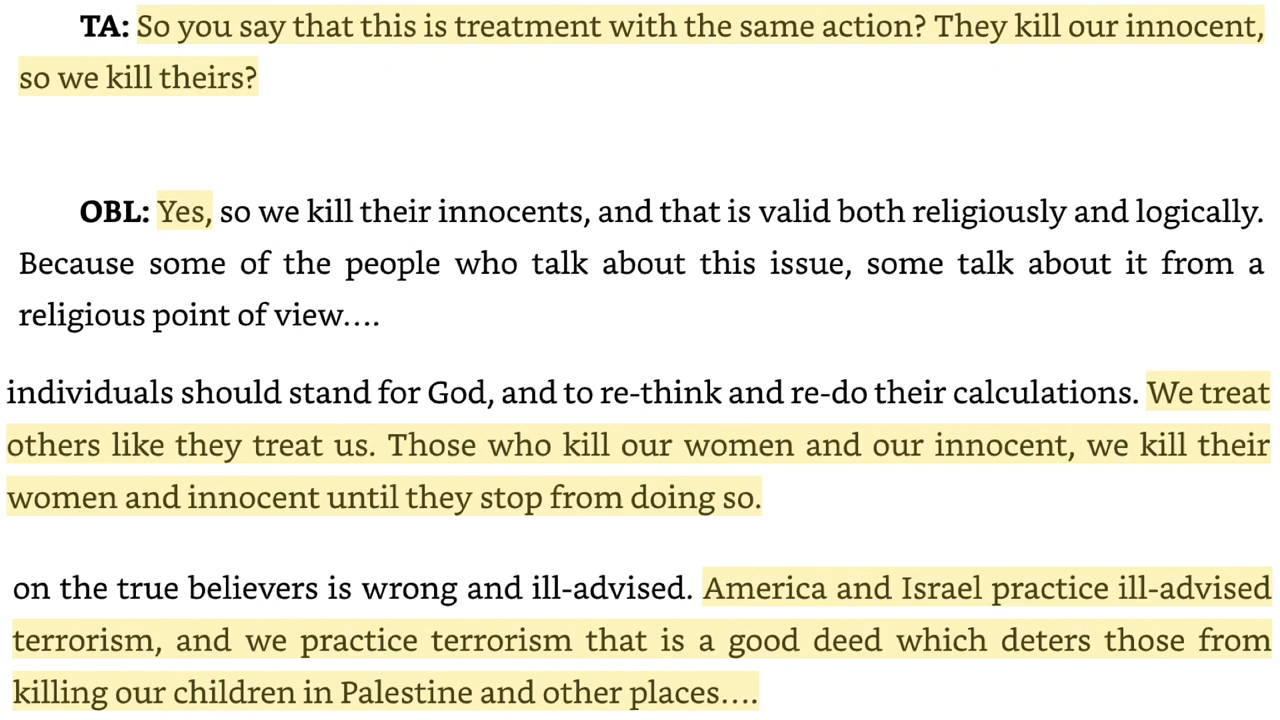 TA: So you say that this is treatment with the same action? They kill our innocent,
so we kill theirs?
OBL: Yes, so we kill their innocents, and that is valid both religiously and logically.
Because some of the people who talk about this issue, some talk about it from a
religious point of view….
individuals should stand for God, and to re-think and re-do their calculations. We treat
others like they treat us. Those who kill our women and our innocent, we kill their
women and innocent until they stop from doing so.
on the true believers is wrong and ill-advised. America and Israel practice ill-advised
terrorism, and we practice terrorism that is a good deed which deters those from
killing our children in Palestine and other places….